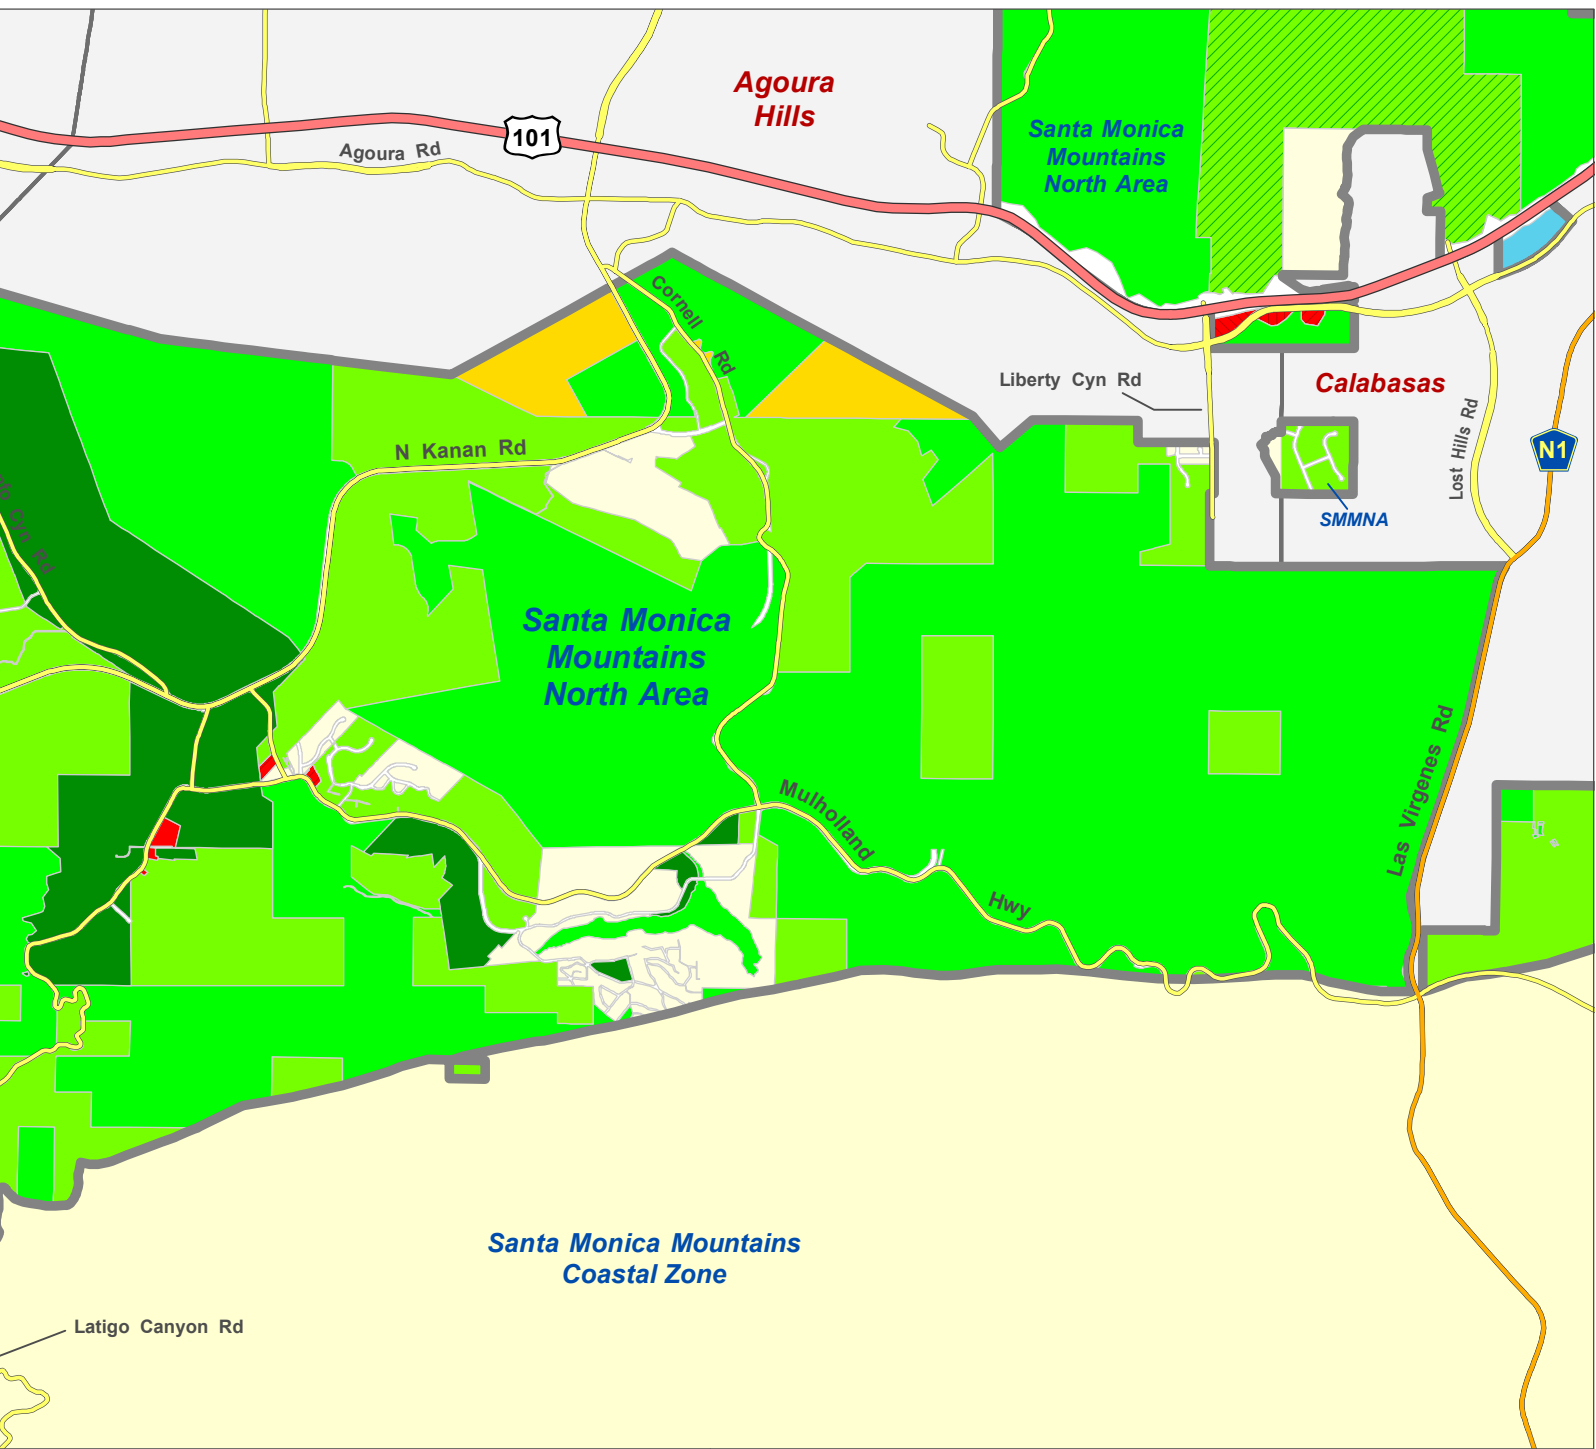 Agoura
Hills
101
Agoura Rd
Santa Monica
Mountains
North Area
Cornell Rd
Liberty Cyn Rd
Calabasas
Lost Hills Rd
N1
N Kanan Rd
SMMNA
Cyn Rd
Santa Monica
Mountains
North Area
Mulholland Hwy
Las Virgenes Rd
Santa Monica Mountains
Coastal Zone
Latigo Canyon Rd